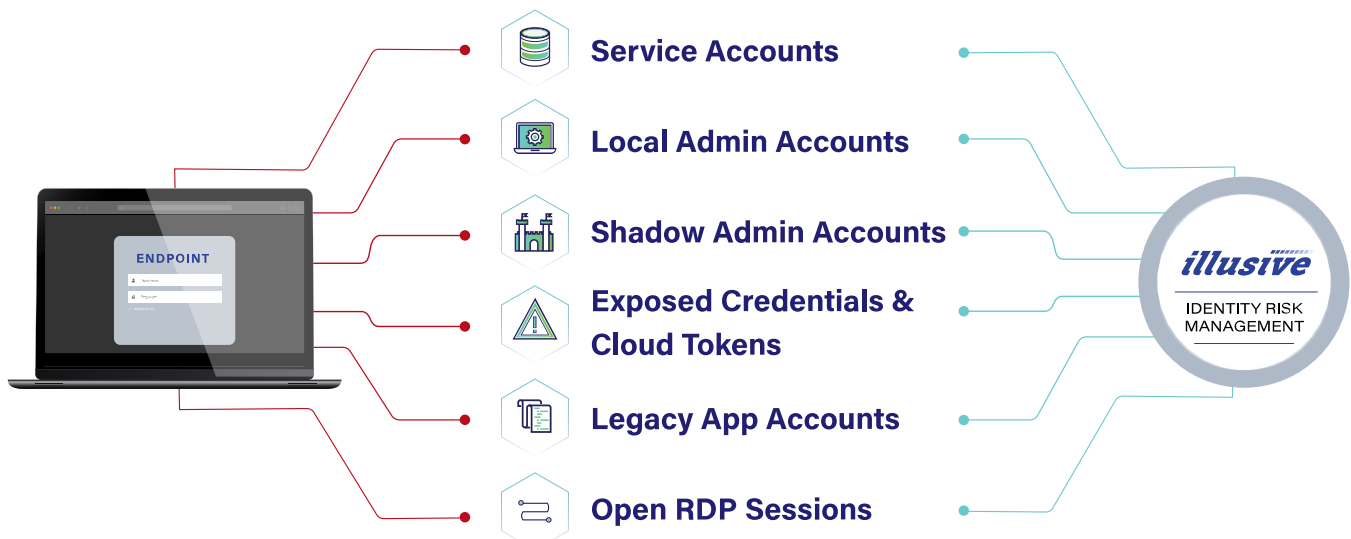 Service Accounts
Local Admin Accounts
Shadow Admin Accounts
Exposed Credentials &
Cloud Tokens
Legacy App Accounts
Open RDP Sessions
ENDPOINT
illusive
IDENTITY RISK
MANAGEMENT